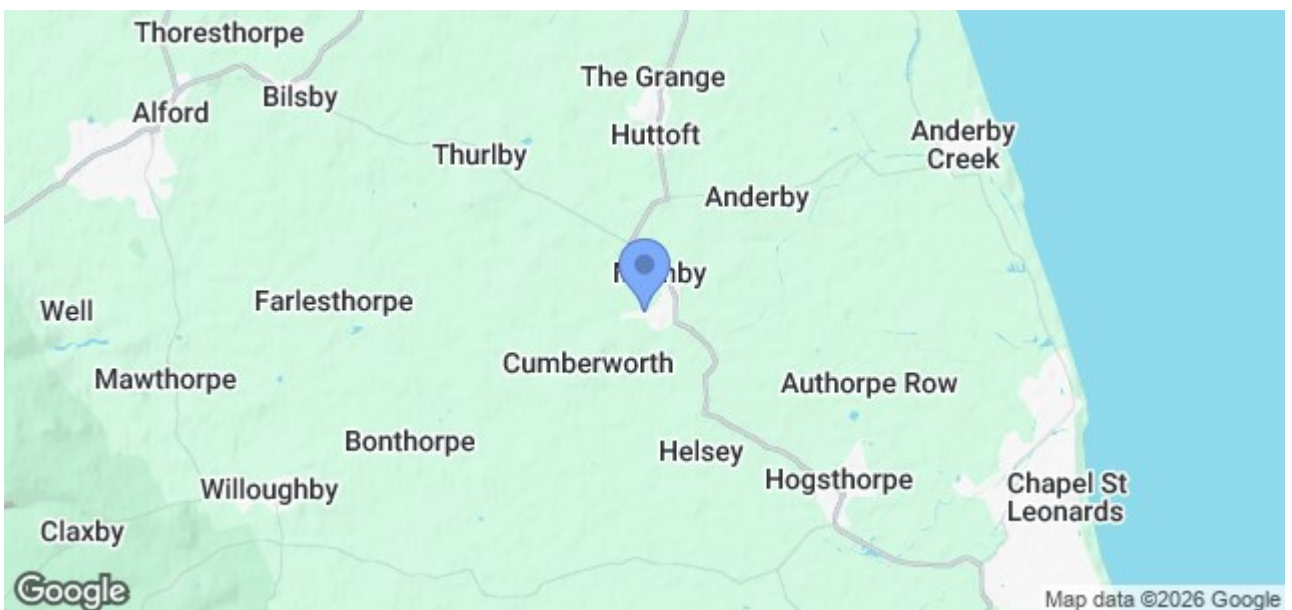 Thoresthorpe
The Grange
Bilsby
Alford
Huttoft
Anderby
Creek
Thurlby
Anderby
Farlesthorpe
Well
Cumberworth
Mawthorpe
Authorpe Row
Bonthorpe
Helsey
Hogsthorpe
Willoughby
Chapel St
Leonards
Claxby
Google
Map data ©2026 Google